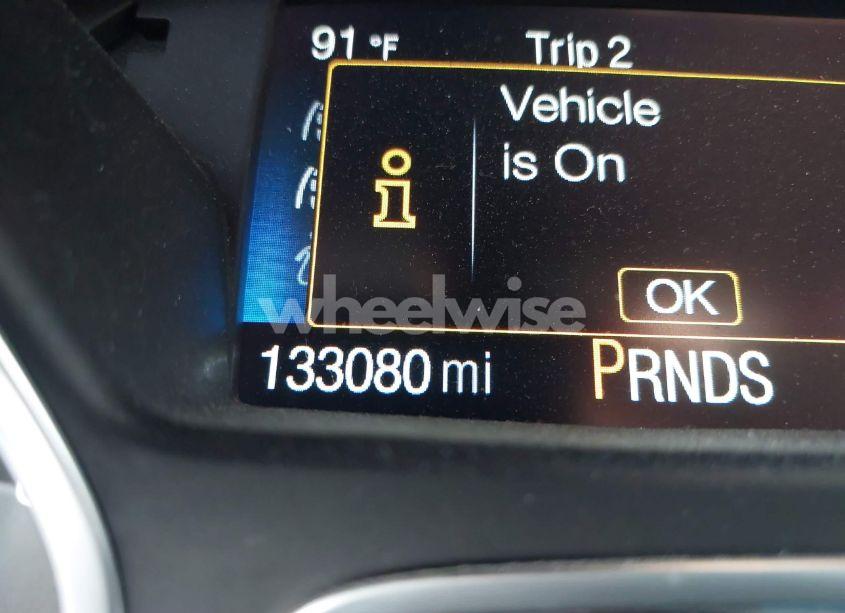 91 °F Trip 2
Vehicle
is On
i
OK
wheelwise
133080 mi PRNDS